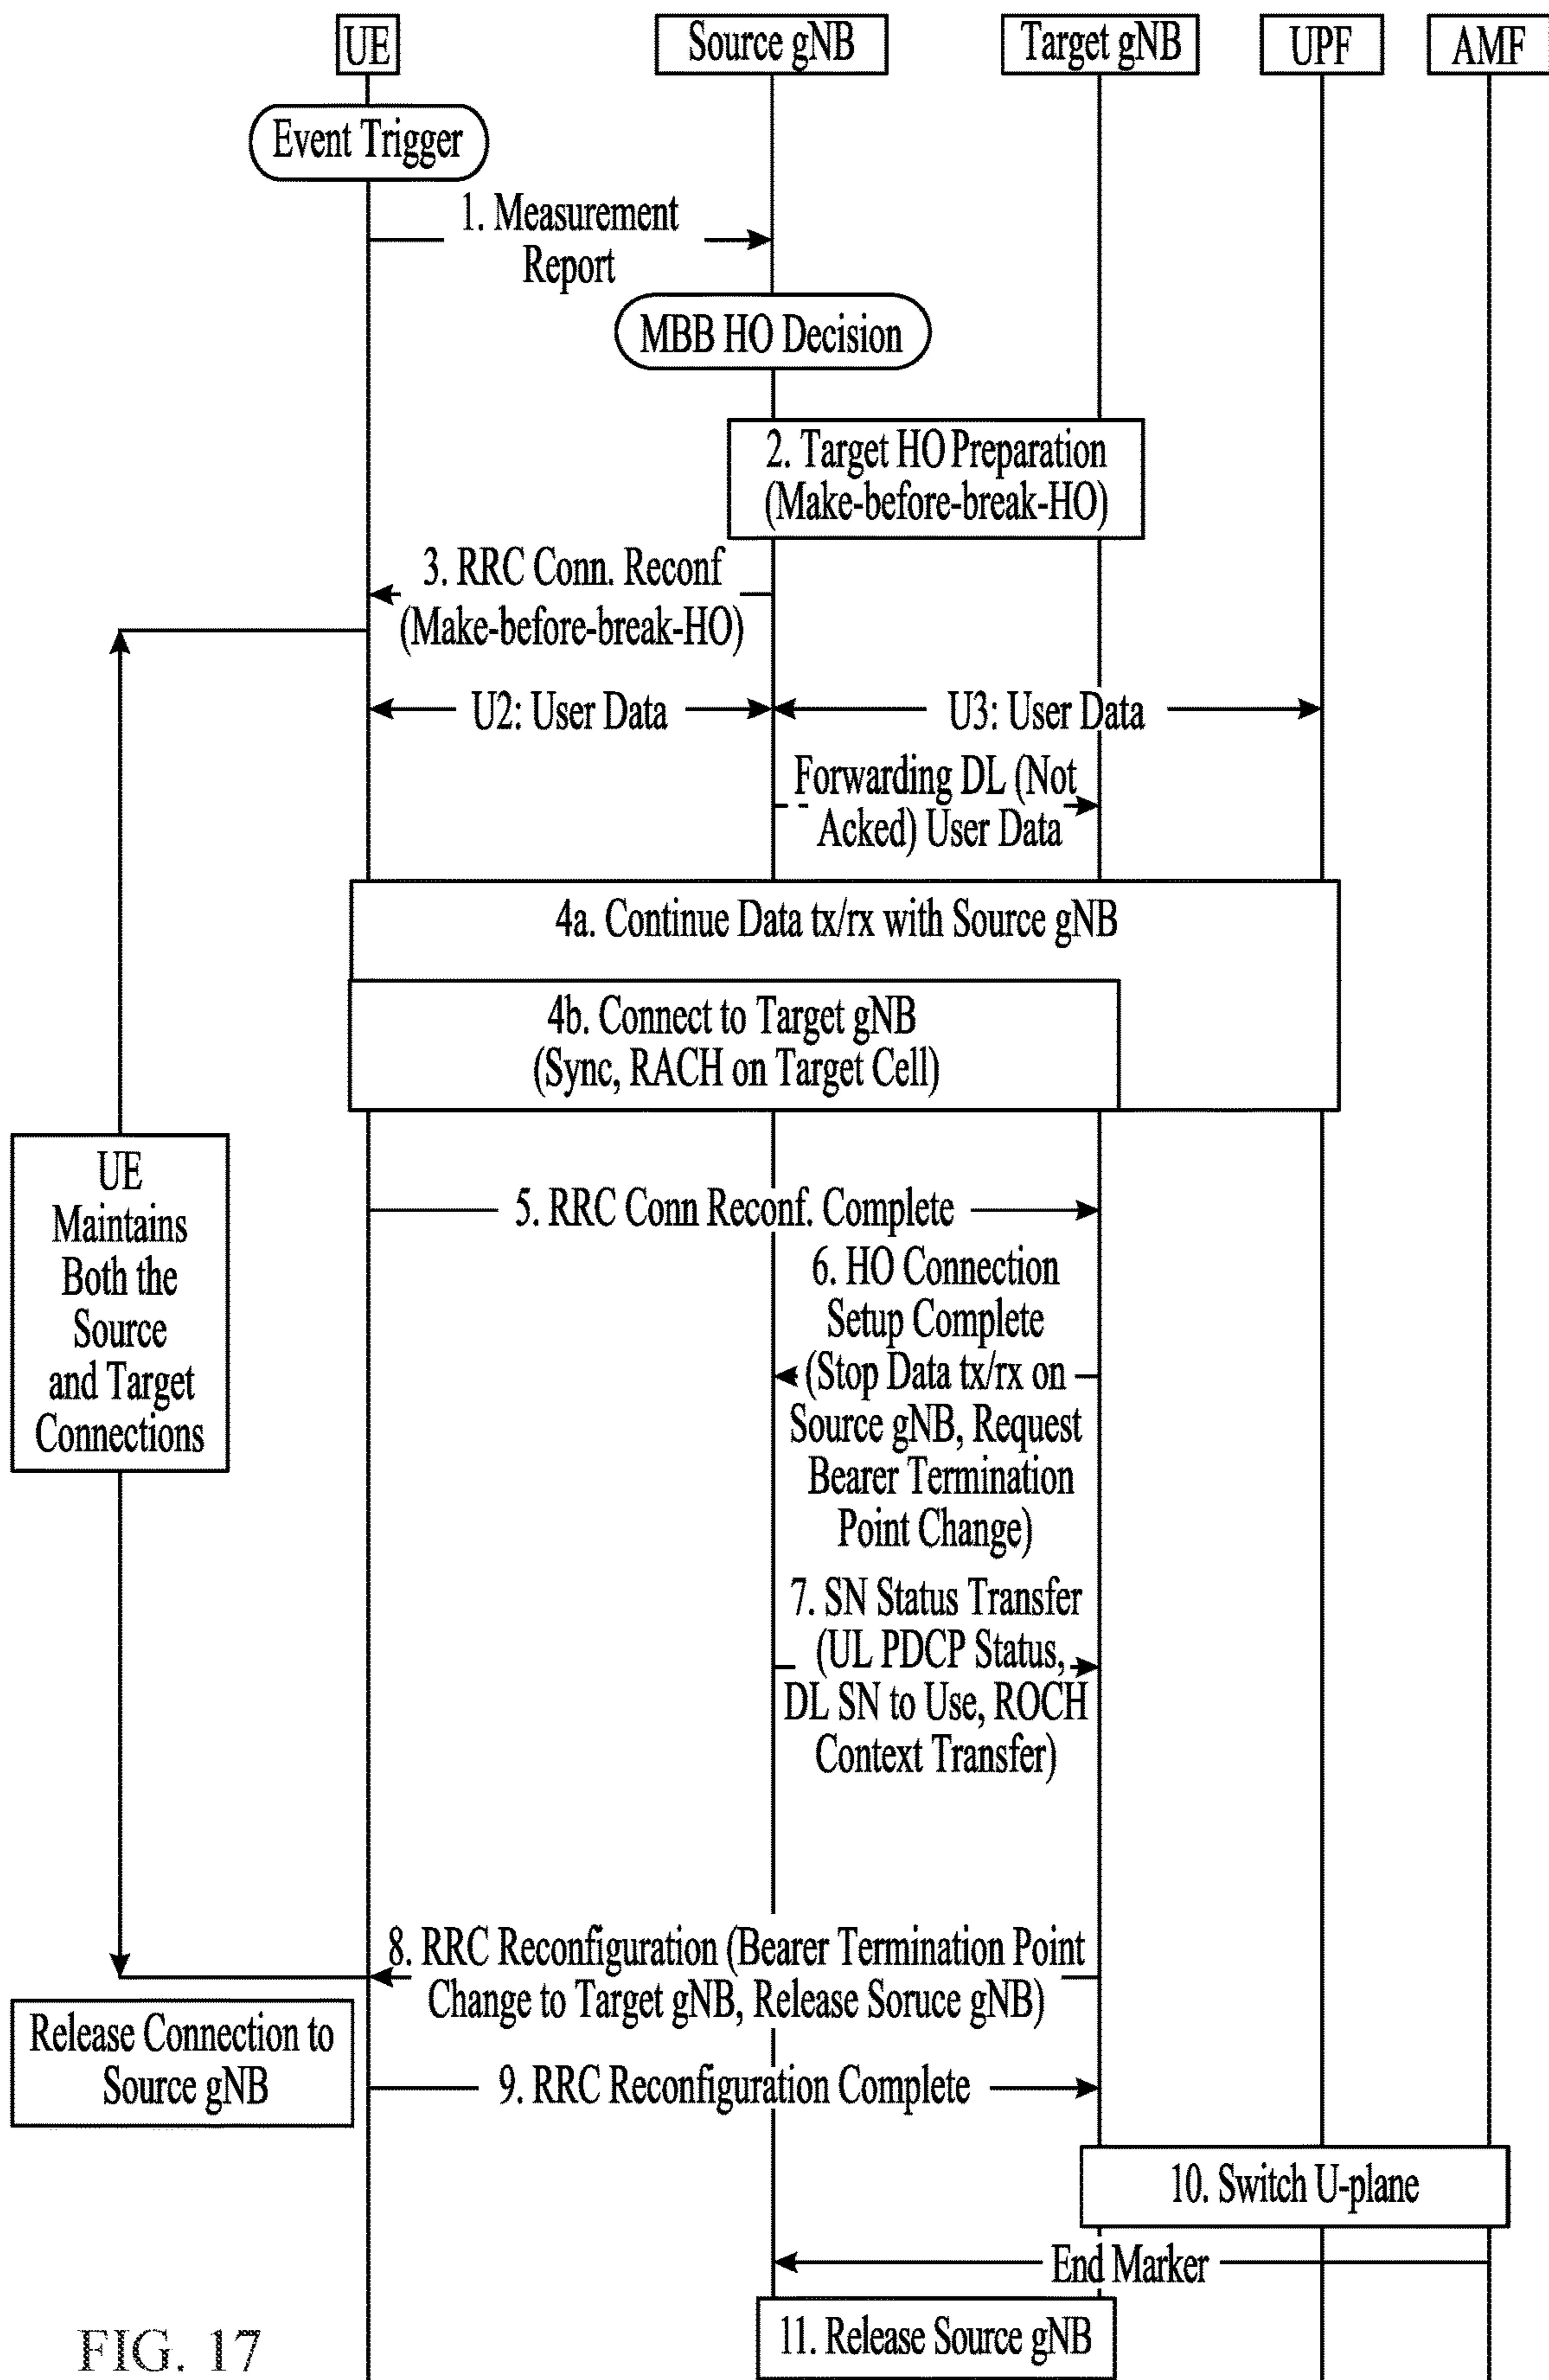 UE
Source gNB
Target gNB
UPF
AMF
Event Trigger
1. Measurement
Report
MBB HO Decision
2. Target HO Preparation
(Make-before-break-HO)
3. RRC Conn. Reconf
(Make-before-break-HO)
U2: User Data
U3: User Data
Forwarding DL (Not
Acked) User Data
4a. Continue Data tx/rx with Source gNB
4b. Connect to Target gNB
(Sync, RACH on Target Cell)
UE
Maintains
Both the
Source
and Target
Connections
5. RRC Conn Reconf. Complete
6. HO Connection
Setup Complete
(Stop Data tx/rx on
Source gNB, Request
Bearer Termination
Point Change)
7. SN Status Transfer
(UL PDCP Status,
DL SN to Use, ROCH
Context Transfer)
8. RRC Reconfiguration (Bearer Termination Point
Change to Target gNB, Release Soruce gNB)
Release Connection to
Source gNB
9. RRC Reconfiguration Complete
10. Switch U-plane
End Marker
11. Release Source gNB
FIG. 17